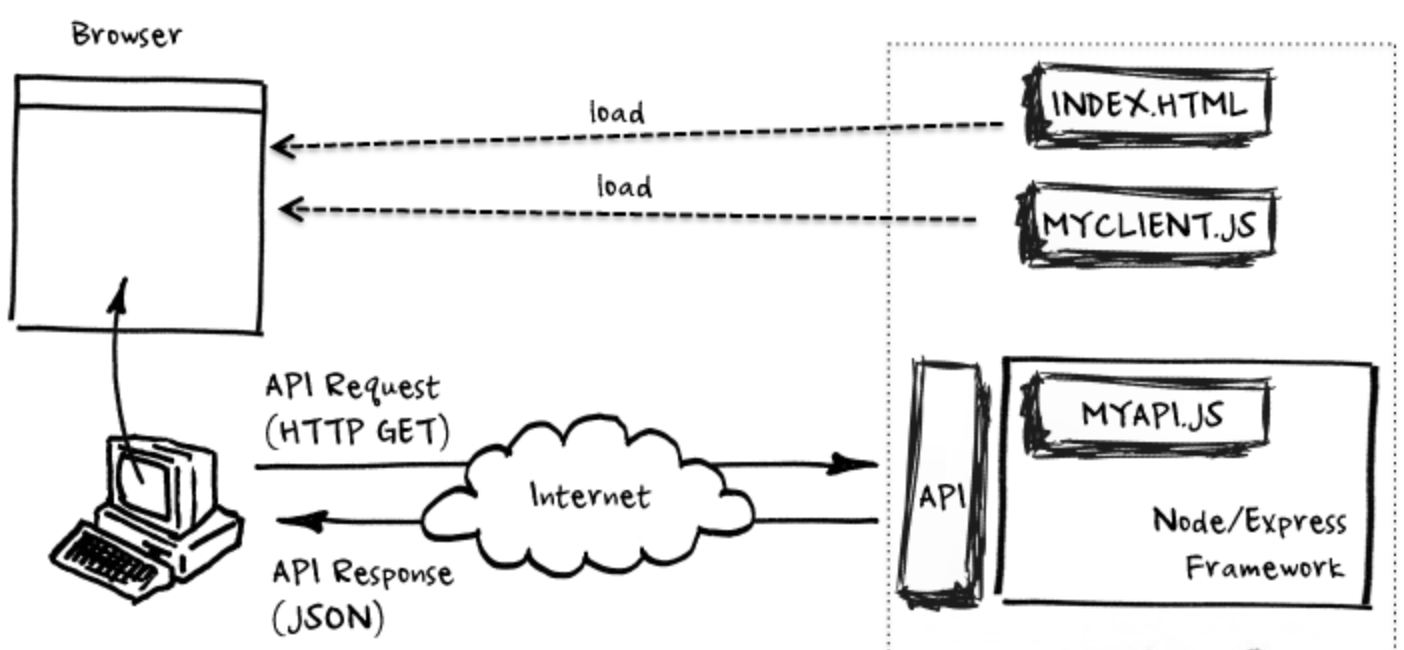 Browser
load
INDEX.HTML
load
MYCLIENT.JS
API Request
(HTTP GET)
Internet
API
MYAPI.JS
Node/Express
Framework
API Response
(JSON)